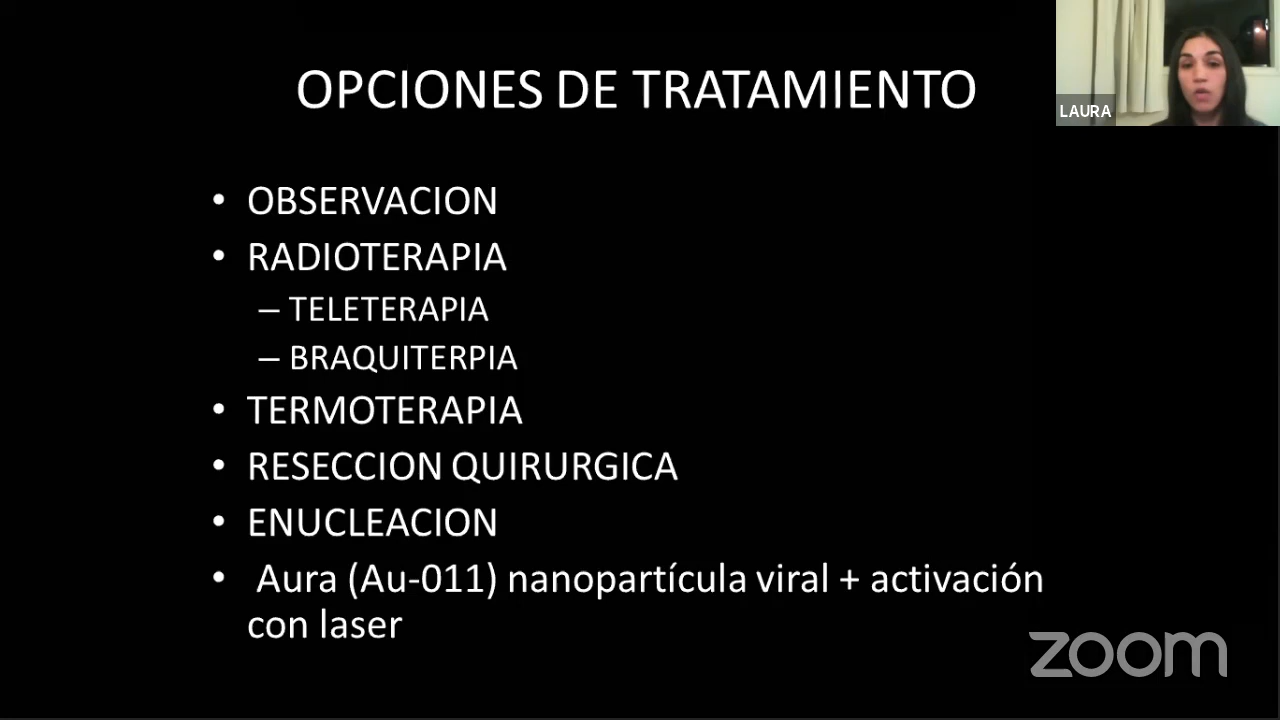 OPCIONES DE TRATAMIENTO
LAURA
• OBSERVACION
• RADIOTERAPIA
– TELETERAPIA
– BRAQUITERPIA
• TERMOTERAPIA
• RESECCION QUIRURGICA
• ENUCLEACION
• Aura (Au-011) nanopartícula viral + activación
con laser
zoom